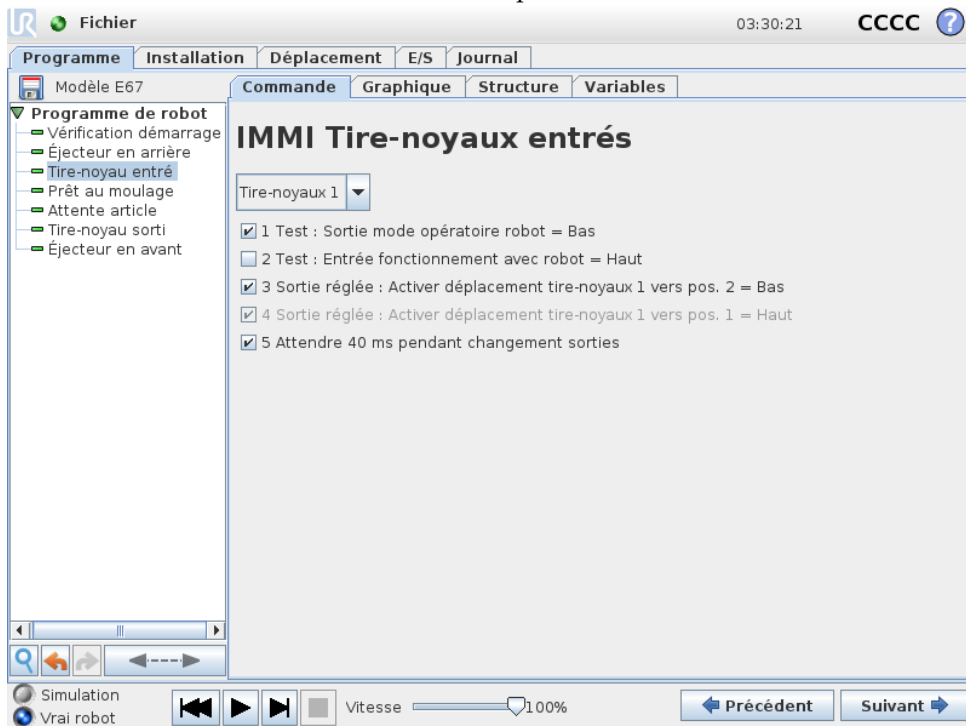 UR Fichier 03:30:21 CCCC ?
Programme Installation Déplacement E/S Journal
Modèle E67
Commande Graphique Structure Variables
Programme de robot
Vérification démarrage
Éjecteur en arrière
Tire-noyau entré
Prêt au moulage
Attente article
Tire-noyau sorti
Éjecteur en avant
IMMI Tire-noyaux entrés
Tire-noyaux 1
1 Test : Sortie mode opératoire robot = Bas
2 Test : Entrée fonctionnement avec robot = Haut
3 Sortie réglée : Activer déplacement tire-noyaux 1 vers pos. 2 = Bas
4 Sortie réglée : Activer déplacement tire-noyaux 1 vers pos. 1 = Haut
5 Attendre 40 ms pendant changement sorties
Simulation
Vrai robot
Vitesse 100%
Précédent Suivant